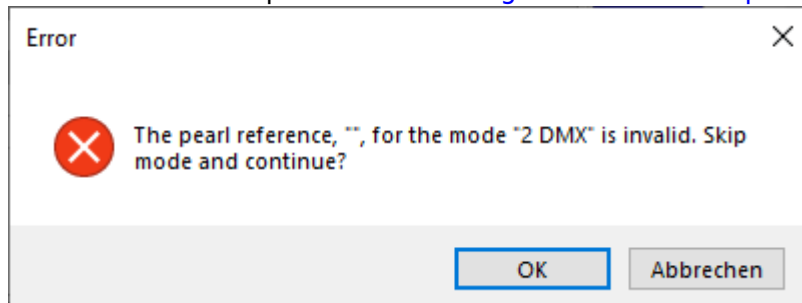 Error
The pearl reference, "", for the mode "2 DMX" is invalid. Skip
mode and continue?
OK
Abbrechen